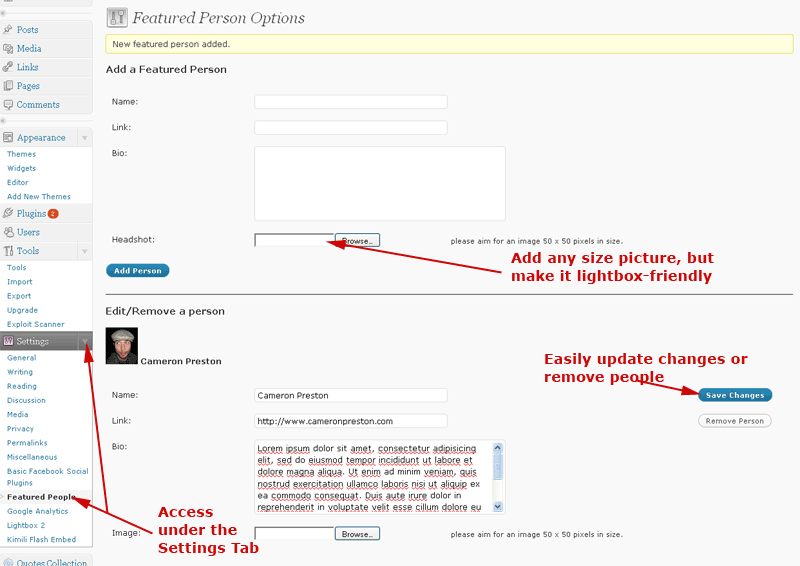 Posts
Media
Links
Pages
Comments
Appearance
Themes
Widgets
Editor
Add New Themes
Plugins 2
Users
Tools
Tools
Import
Export
Upgrade
Exploit Scanner
Settings
General
Writing
Reading
Discussion
Media
Privacy
Permalinks
Miscellaneous
Basic Facebook Social
Plugins
Featured People
Google Analytics
Lightbox 2
Kimili Flash Embed
Quotes Collection
Featured Person Options
New featured person added.
Add a Featured Person
Name:
Link:
Bio:
Headshot:
Browse..
please aim for an image 50 x 50 pixels in size.
Add any size picture, but
make it lightbox-friendly
Add Person
Edit/Remove a person
Cameron Preston
Easily update changes or
remove people
Name:
Cameron Preston
Save Changes
Link:
http://www.cameronpreston.com
Remove Person
Bio:
Lorem ipsum dolor sit amet, consectetur adipisicing
elit, sed do eiusmod tempor incididunt ut labore et
dolore magna aliqua. Ut enim ad minim veniam, quis
nostrud exercitation ullamco laboris nisi ut aliquip ex
ea commodo consequat. Duis aute irure dolor in
reprehenderit in voluptate velit esse cillum dolore eu
Access
under the
Settings Tab
Image:
Browse..
please aim for an image 50 x 50 pixels in size.